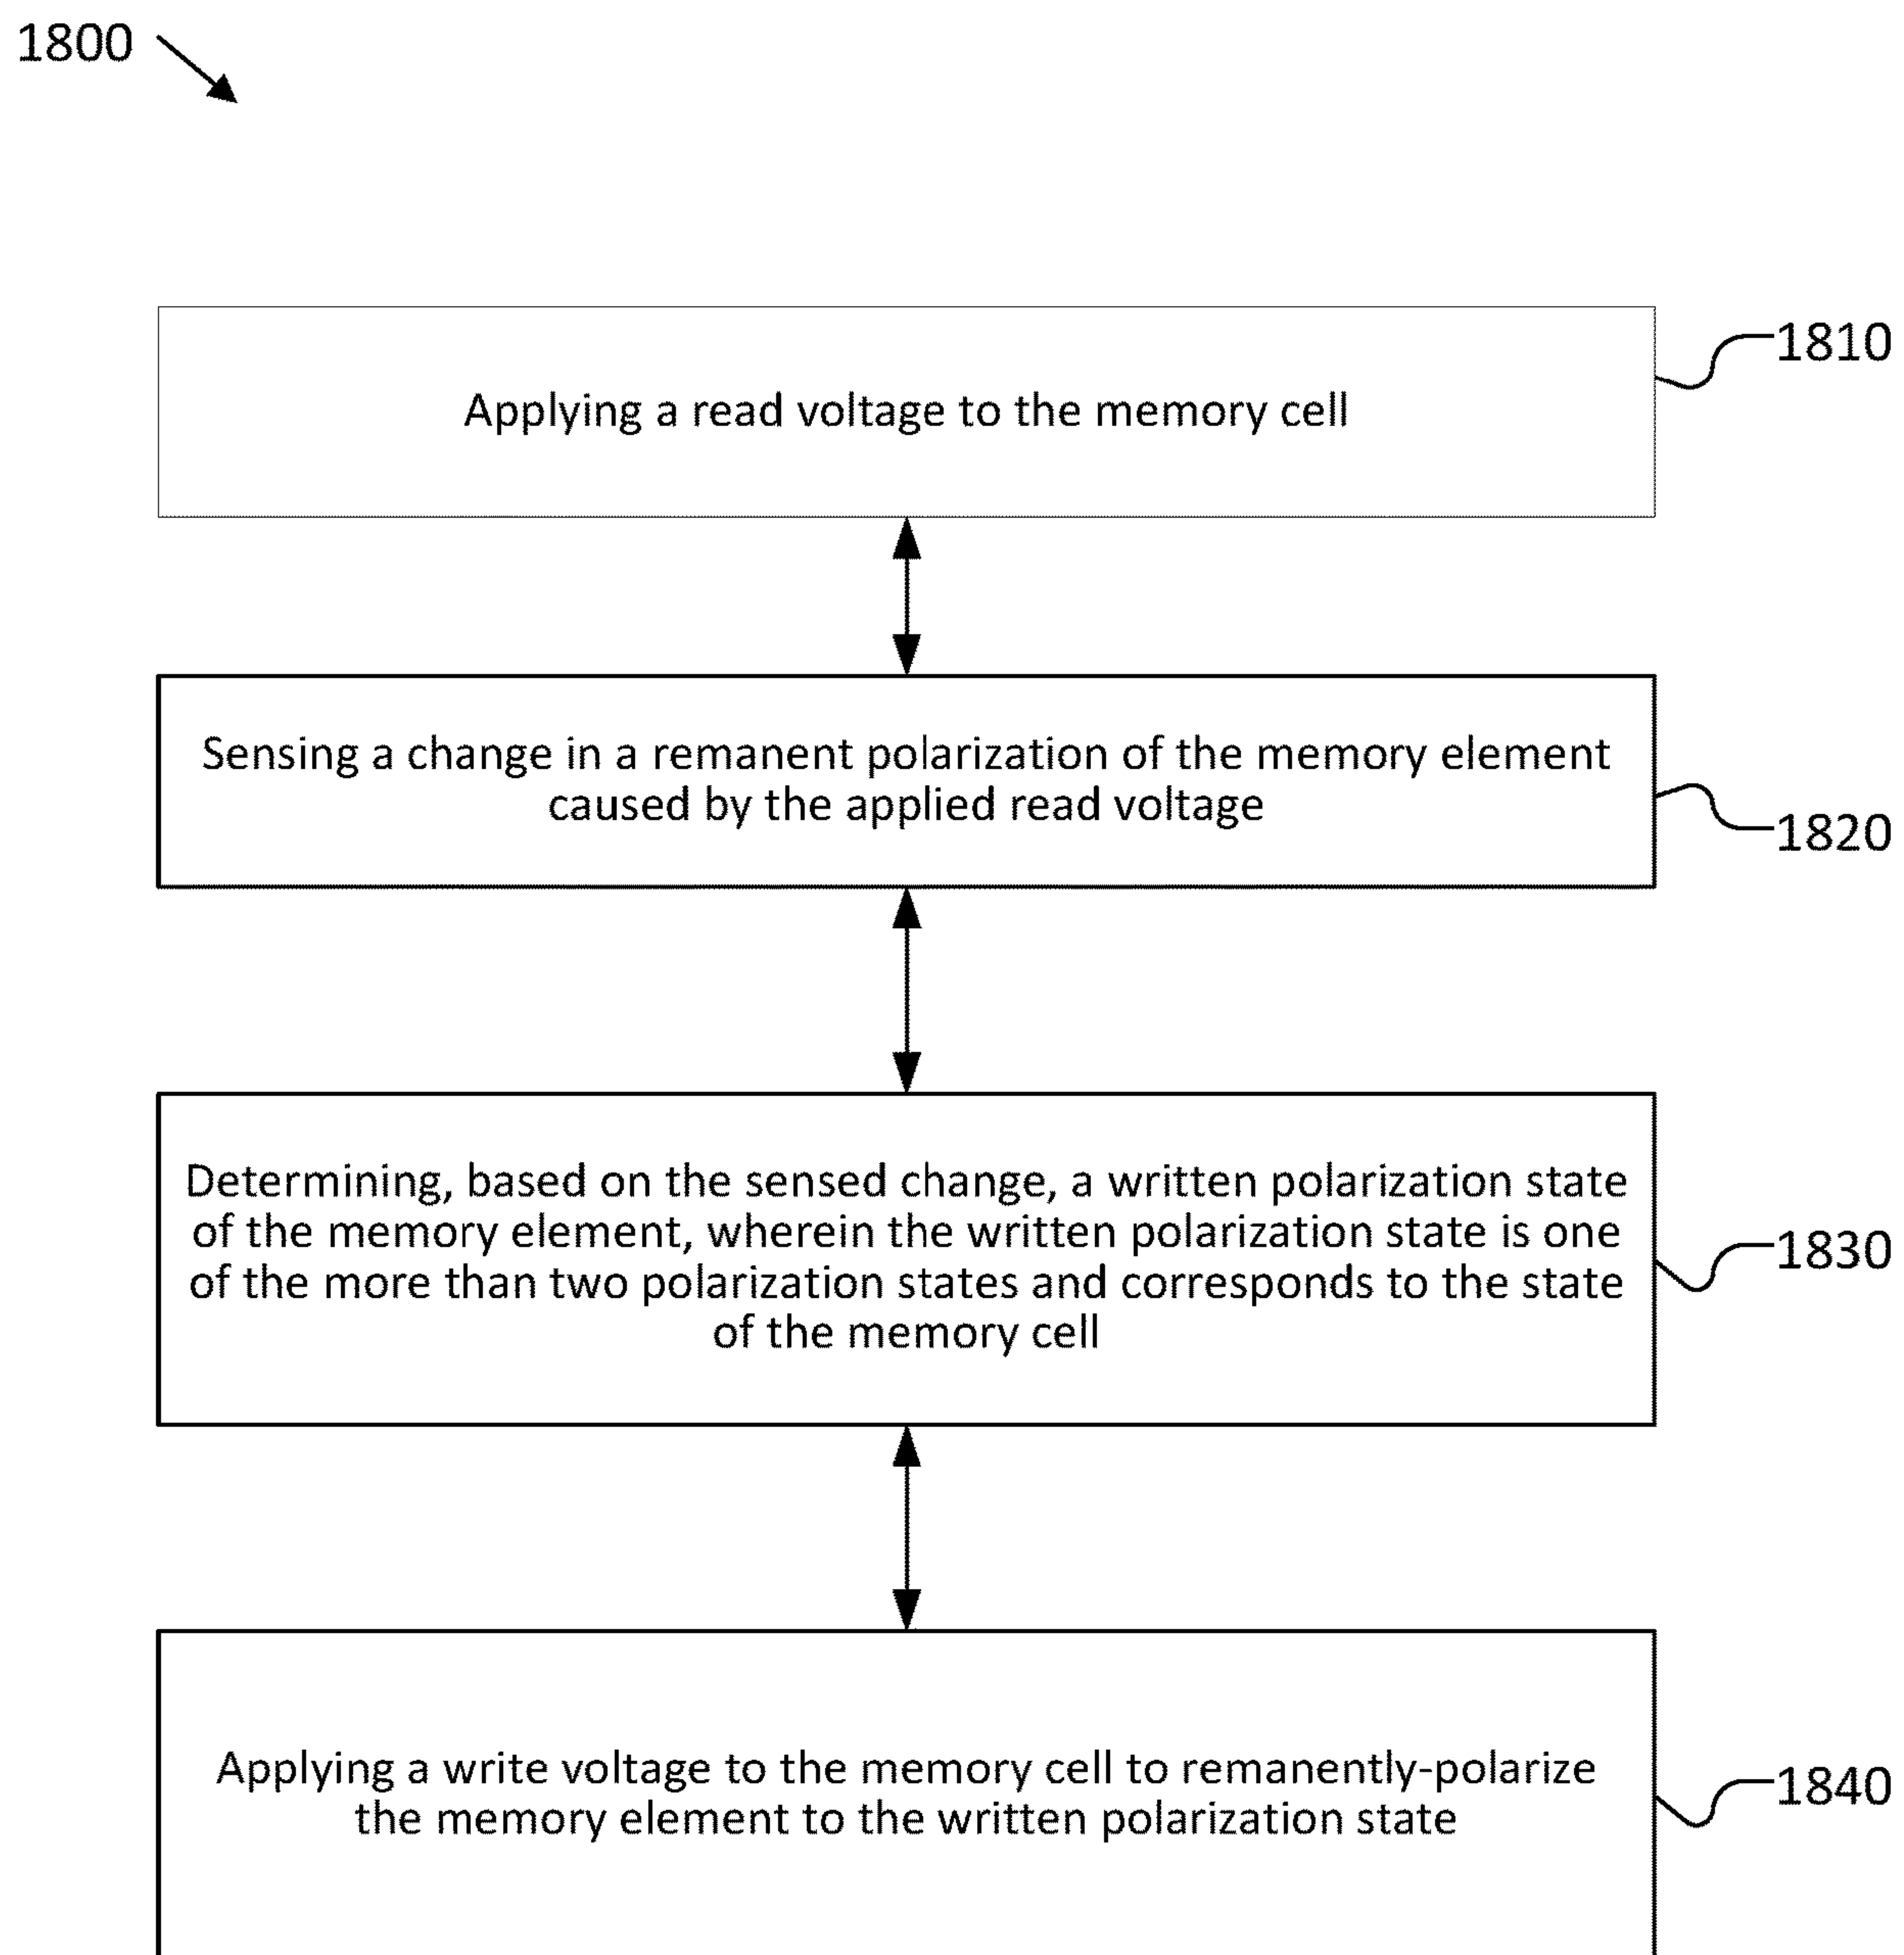 1800
Applying a read voltage to the memory cell
1810
Sensing a change in a remanent polarization of the memory element
caused by the applied read voltage
1820
Determining, based on the sensed change, a written polarization state
of the memory element, wherein the written polarization state is one
of the more than two polarization states and corresponds to the state
of the memory cell
1830
Applying a write voltage to the memory cell to remanently-polarize
the memory element to the written polarization state
1840